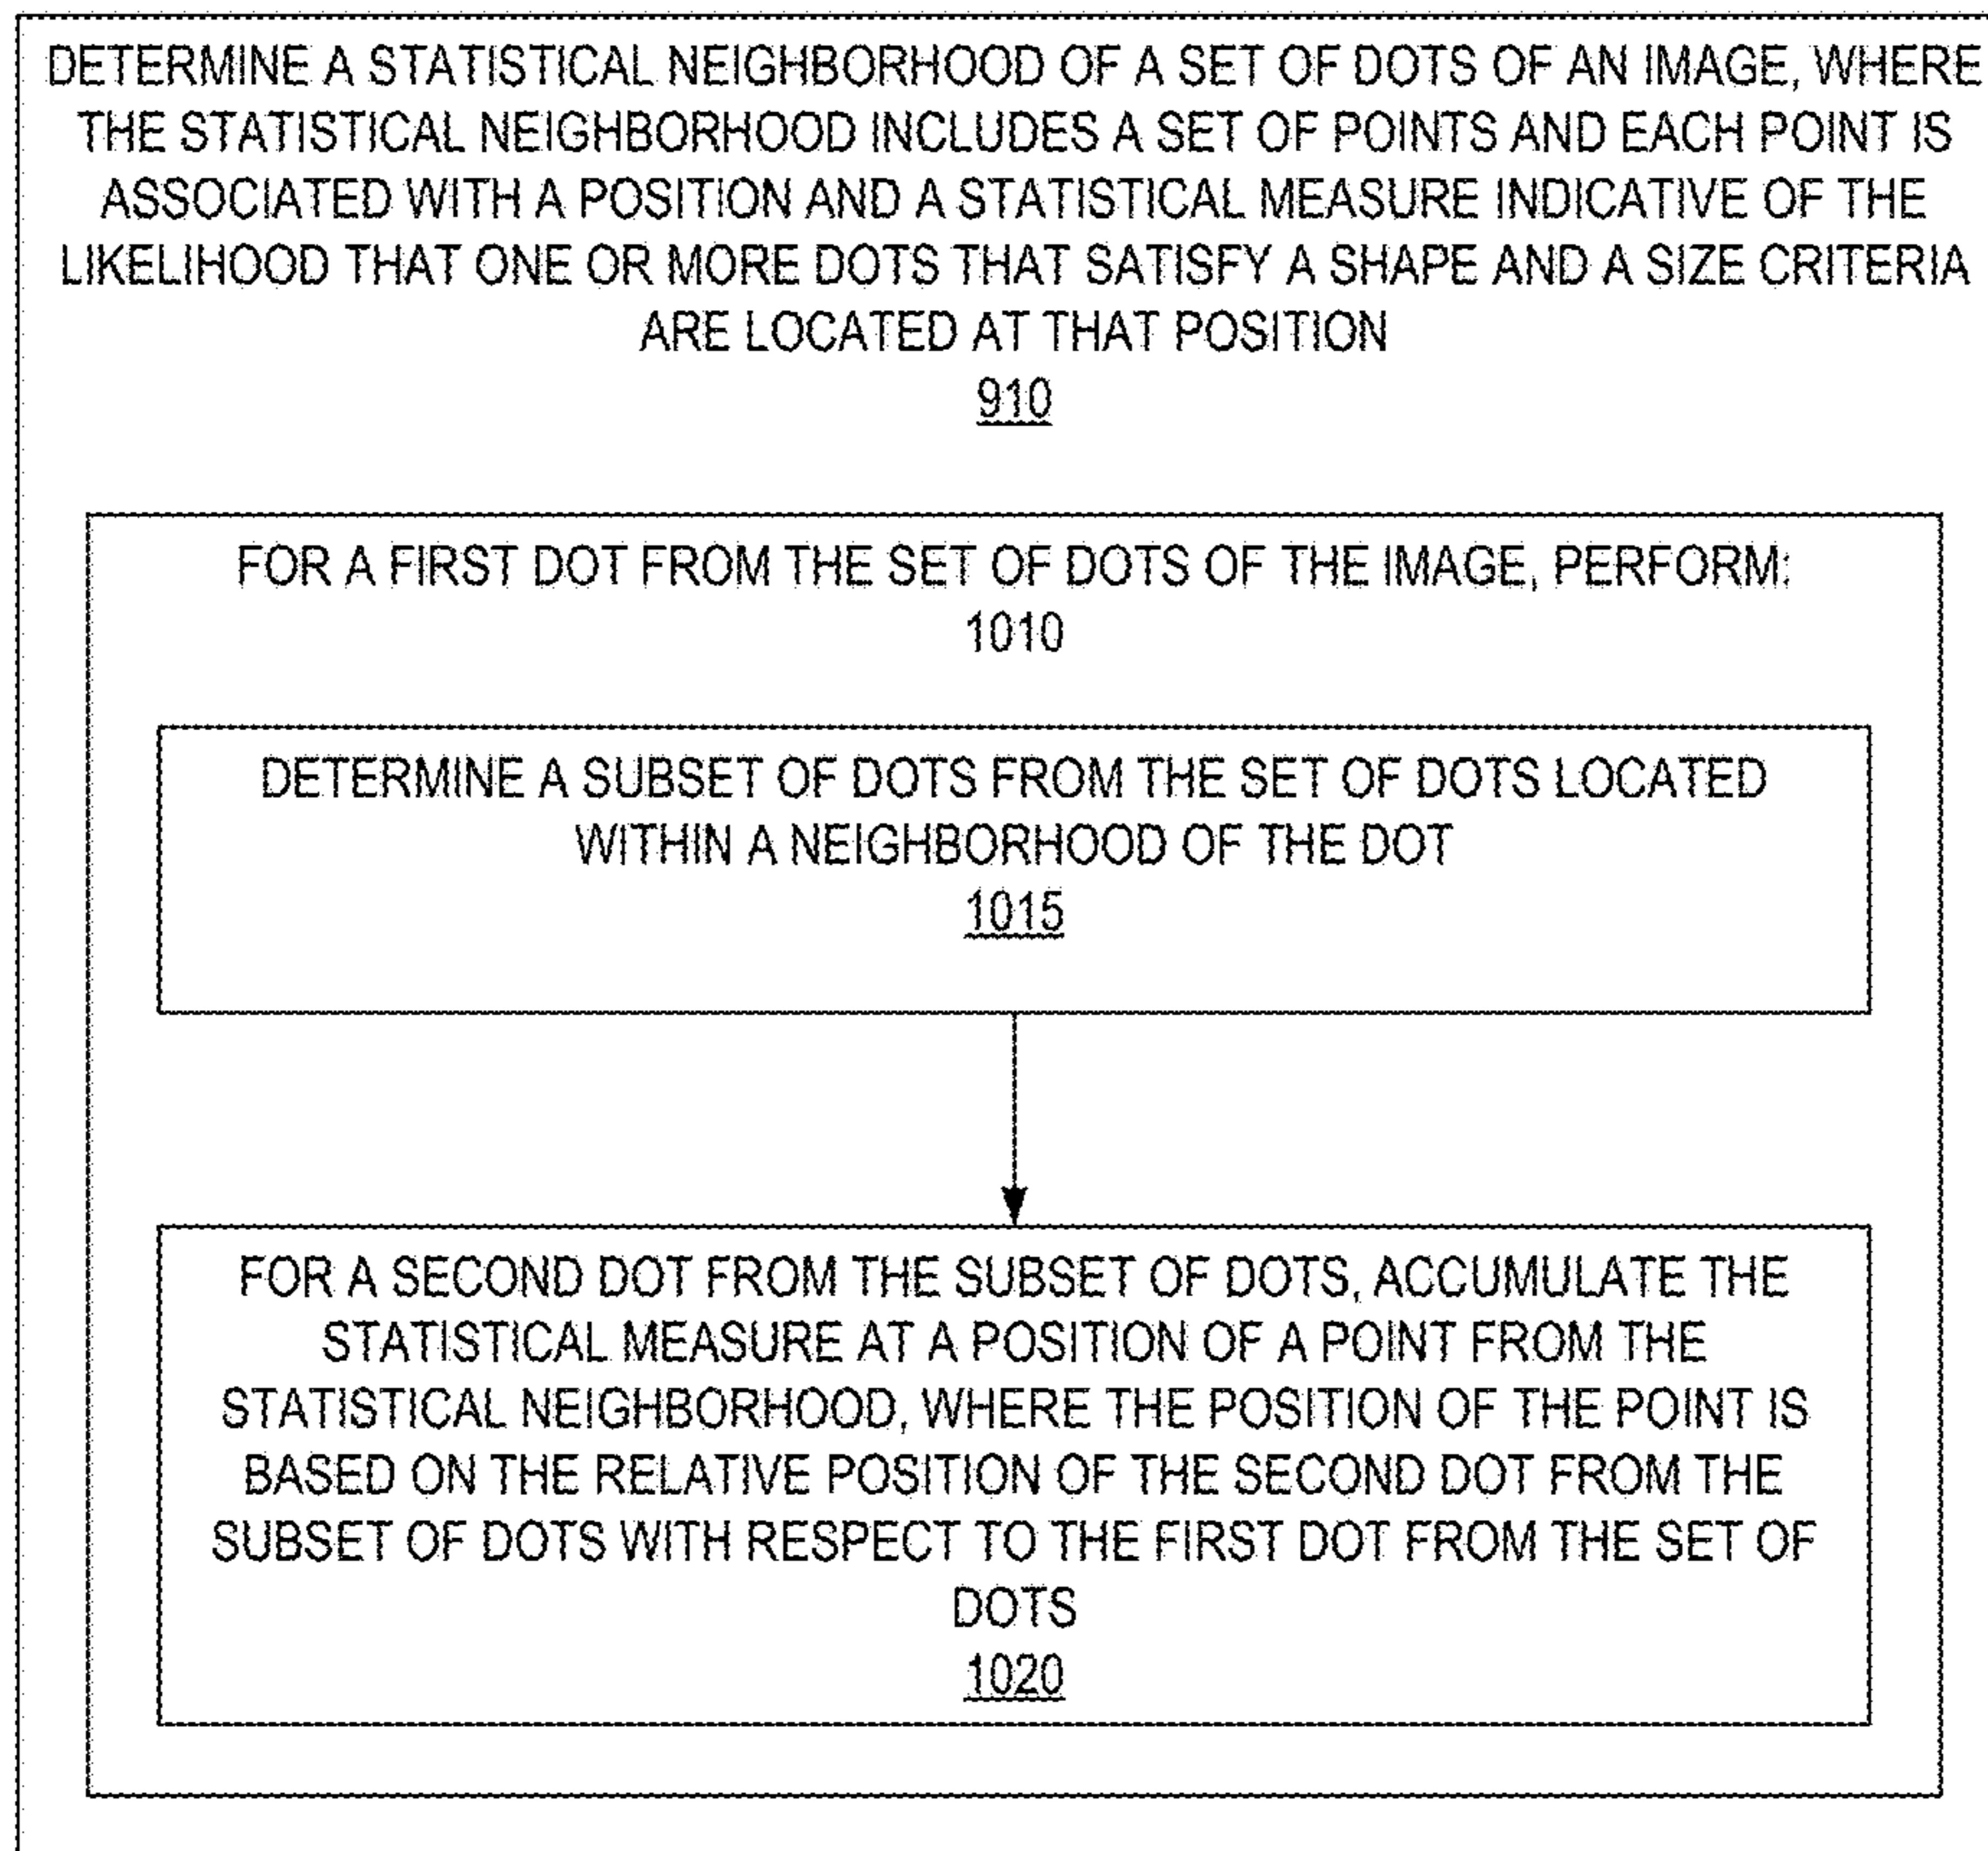 DETERMINE A STATISTICAL NEIGHBORHOOD OF A SET OF DOTS OF AN IMAGE, WHERE
THE STATISTICAL NEIGHBORHOOD INCLUDES A SET OF POINTS AND EACH POINT IS
ASSOCIATED WITH A POSITION AND A STATISTICAL MEASURE INDICATIVE OF THE
LIKELIHOOD THAT ONE OR MORE DOTS THAT SATISFY A SHAPE AND A SIZE CRITERIA
ARE LOCATED AT THAT POSITION
910
FOR A FIRST DOT FROM THE SET OF DOTS OF THE IMAGE, PERFORM:
1010
DETERMINE A SUBSET OF DOTS FROM THE SET OF DOTS LOCATED
WITHIN A NEIGHBORHOOD OF THE DOT
1015
FOR A SECOND DOT FROM THE SUBSET OF DOTS, ACCUMULATE THE
STATISTICAL MEASURE AT A POSITION OF A POINT FROM THE
STATISTICAL NEIGHBORHOOD, WHERE THE POSITION OF THE POINT IS
BASED ON THE RELATIVE POSITION OF THE SECOND DOT FROM THE
SUBSET OF DOTS WITH RESPECT TO THE FIRST DOT FROM THE SET OF
DOTS
1020